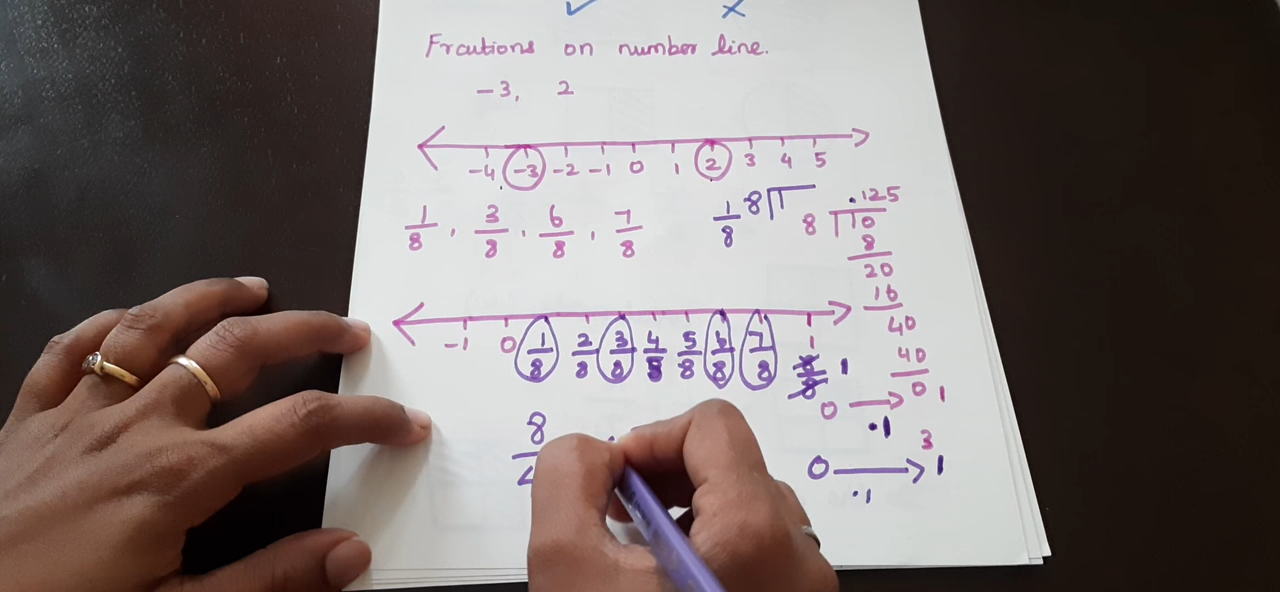 ✓ ×
Fractions on number line.
-3, 2
-4 -3 -2 -1 0 1 2 3 4 5
1/8, 3/8, 6/8, 7/8
1/8 8
8 10 .125
8
20
16
40
40
0
-1 0 1/8 2/8 3/8 4/8 5/8 6/8 7/8 1
8/8 1
0 → 1
.1
3
0 → 1
.1
8